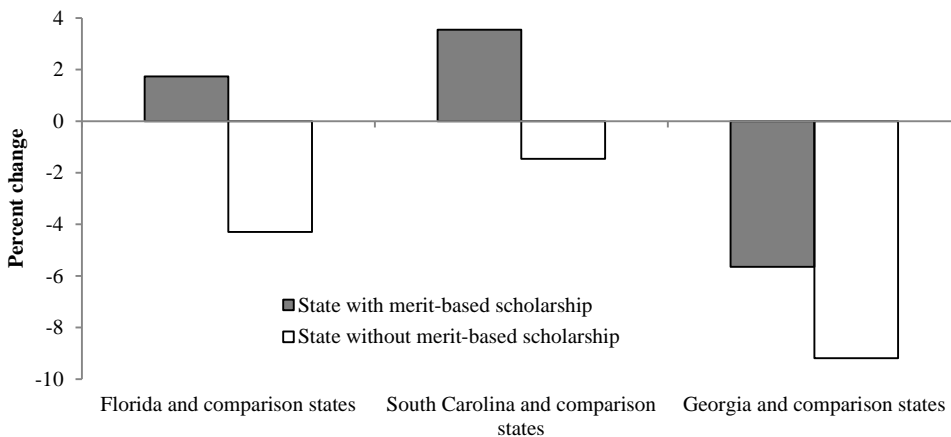 4
2
0
-2
-4
-6
-8
-10
Percent change
State with merit-based scholarship
State without merit-based scholarship
Florida and comparison states
South Carolina and comparison
states
Georgia and comparison states